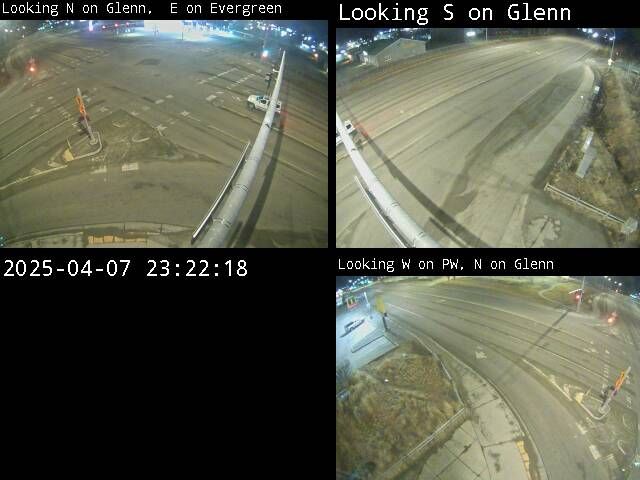 Looking N on Glenn,  E on Evergreen
Looking S on Glenn
2025-04-07 23:22:18
Looking W on PW, N on Glenn